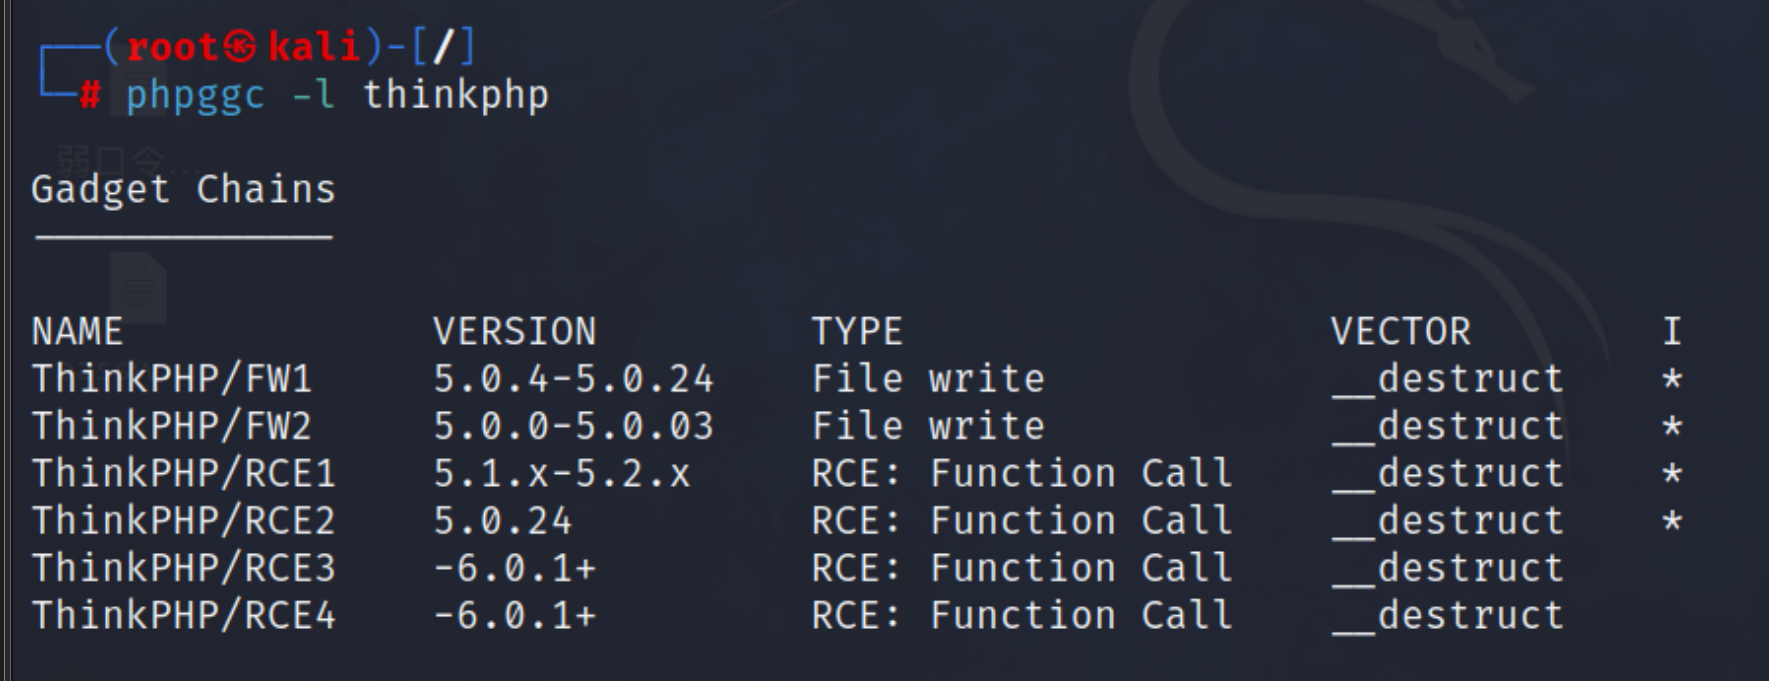 (root㉿kali)-[/]
# phpggc -l thinkphp
弱口令...
Gadget Chains
NAME VERSION TYPE VECTOR I
ThinkPHP/FW1 5.0.4-5.0.24 File write __destruct *
ThinkPHP/FW2 5.0.0-5.0.03 File write __destruct *
ThinkPHP/RCE1 5.1.x-5.2.x RCE: Function Call __destruct *
ThinkPHP/RCE2 5.0.24 RCE: Function Call __destruct *
ThinkPHP/RCE3 -6.0.1+ RCE: Function Call __destruct
ThinkPHP/RCE4 -6.0.1+ RCE: Function Call __destruct